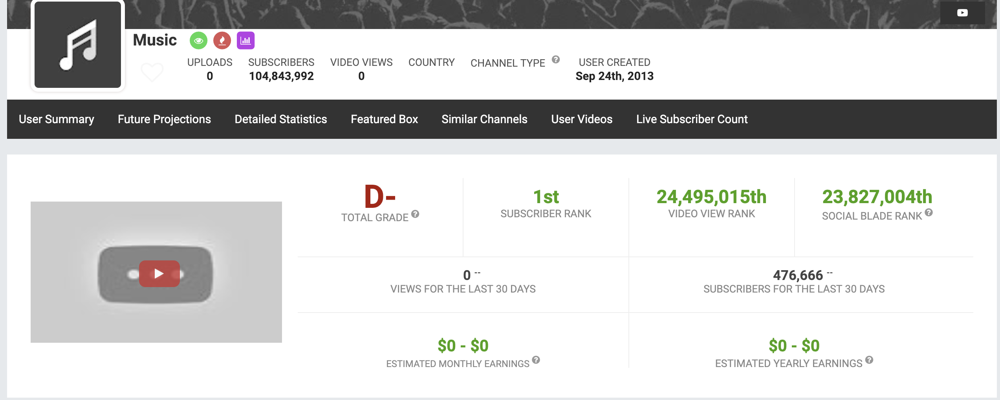 Music
UPLOADS
0
SUBSCRIBERS
104,843,992
VIDEO VIEWS
0
COUNTRY
CHANNEL TYPE ?
USER CREATED
Sep 24th, 2013
User Summary Future Projections Detailed Statistics Featured Box Similar Channels User Videos Live Subscriber Count
D-
TOTAL GRADE ?
1st
SUBSCRIBER RANK
24,495,015th
VIDEO VIEW RANK
23,827,004th
SOCIAL BLADE RANK ?
0 --
VIEWS FOR THE LAST 30 DAYS
476,666 --
SUBSCRIBERS FOR THE LAST 30 DAYS
$0 - $0
ESTIMATED MONTHLY EARNINGS ?
$0 - $0
ESTIMATED YEARLY EARNINGS ?